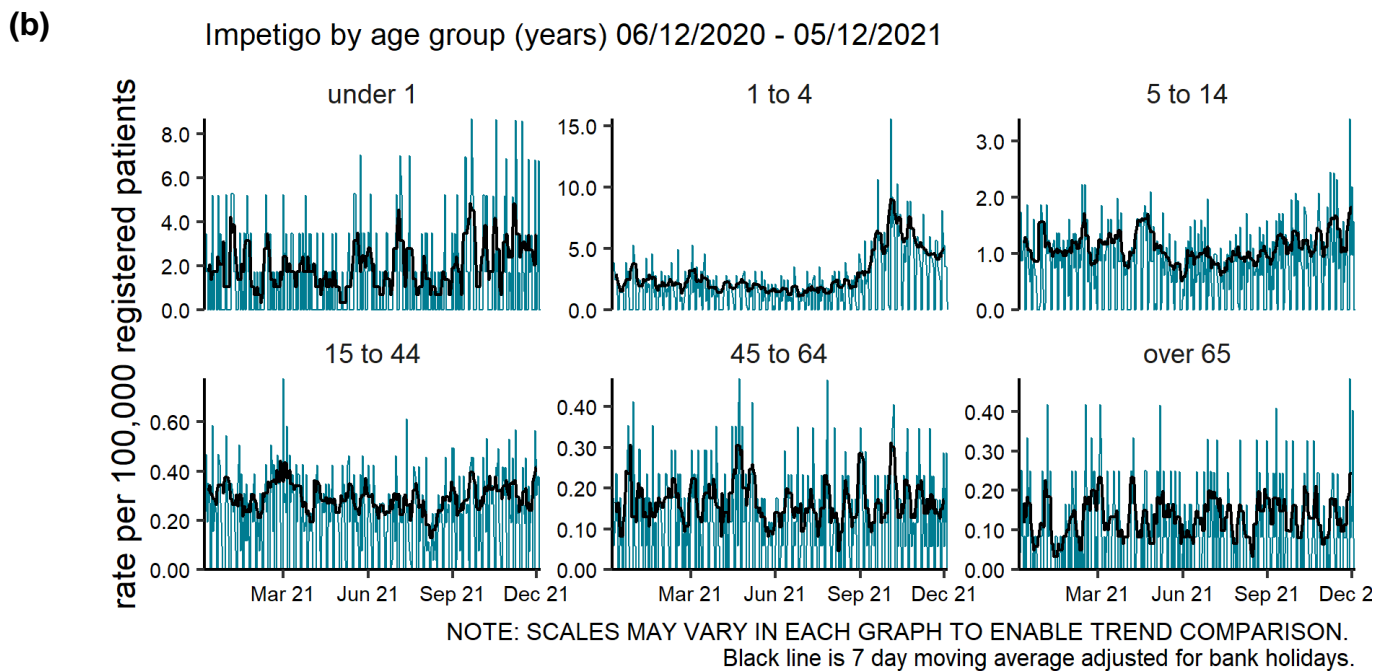 (b)
Impetigo by age group (years) 06/12/2020 - 05/12/2021
rate per 100,000 registered patients
under 1
8.0
6.0
4.0
2.0
0.0
1 to 4
15.0
10.0
5.0
0.0
5 to 14
3.0
2.0
1.0
0.0
15 to 44
0.60
0.40
0.20
0.00
Mar 21 Jun 21 Sep 21 Dec 21
45 to 64
0.40
0.30
0.20
0.10
0.00
Mar 21 Jun 21 Sep 21 Dec 21
over 65
0.40
0.30
0.20
0.10
0.00
Mar 21 Jun 21 Sep 21 Dec 2
NOTE: SCALES MAY VARY IN EACH GRAPH TO ENABLE TREND COMPARISON.
Black line is 7 day moving average adjusted for bank holidays.